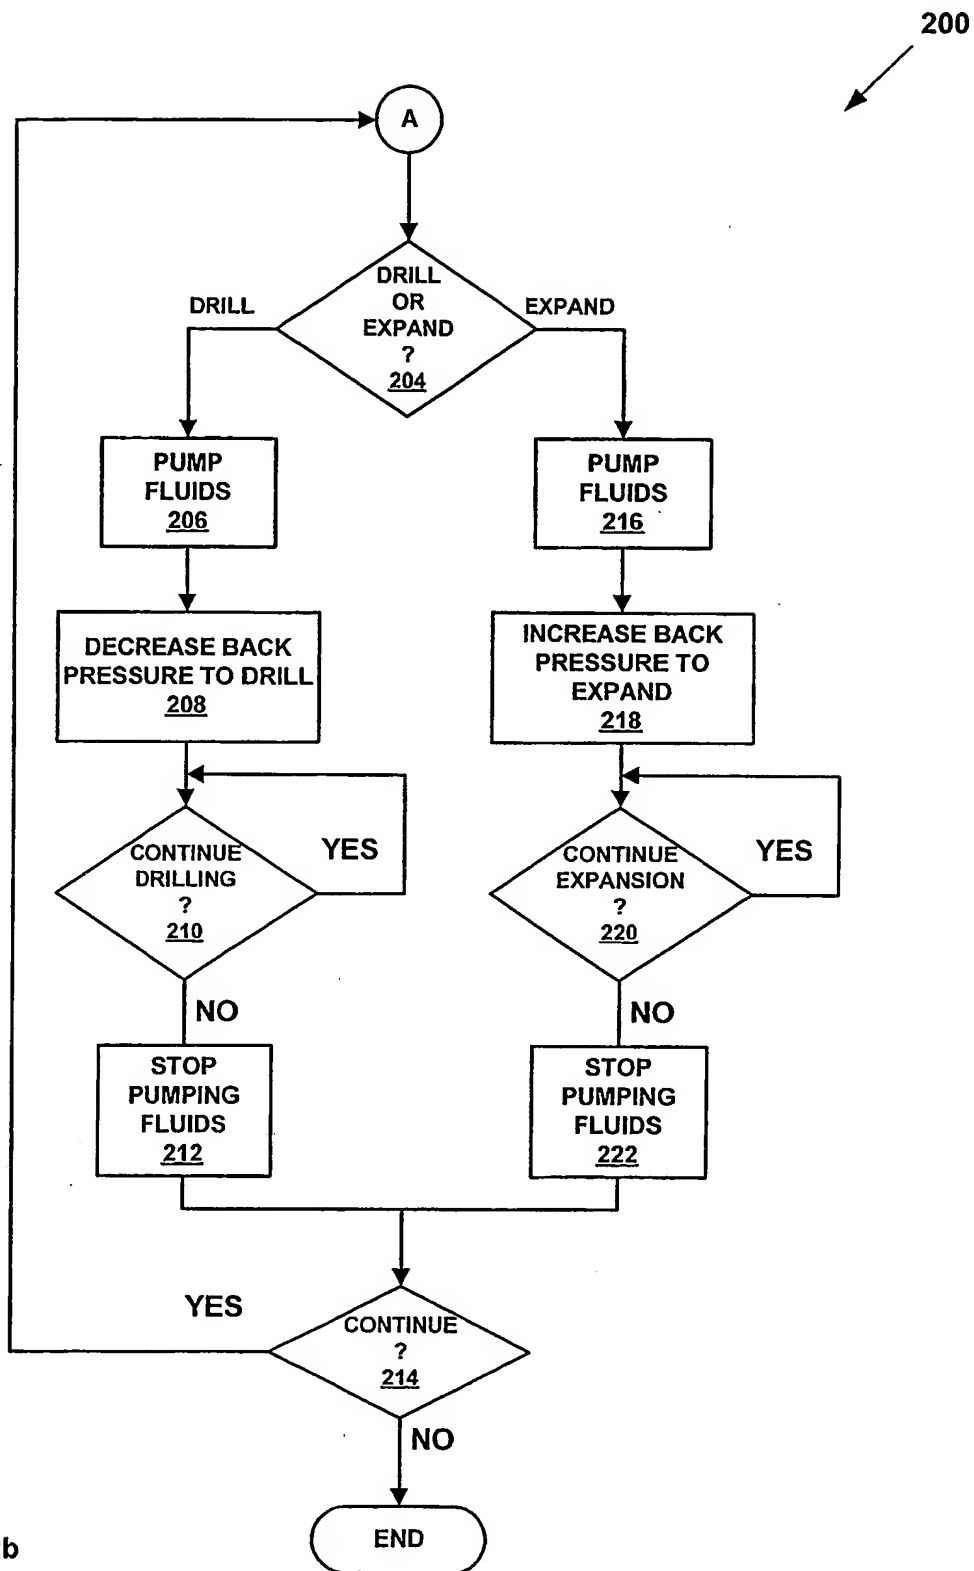 200
A
DRILL
OR
EXPAND
?
204
DRILL
EXPAND
PUMP
FLUIDS
206
PUMP
FLUIDS
216
DECREASE BACK
PRESSURE TO DRILL
208
INCREASE BACK
PRESSURE TO
EXPAND
218
CONTINUE
DRILLING
?
210
YES
CONTINUE
EXPANSION
?
220
YES
NO
NO
STOP
PUMPING
FLUIDS
212
STOP
PUMPING
FLUIDS
222
YES
CONTINUE
?
214
NO
END